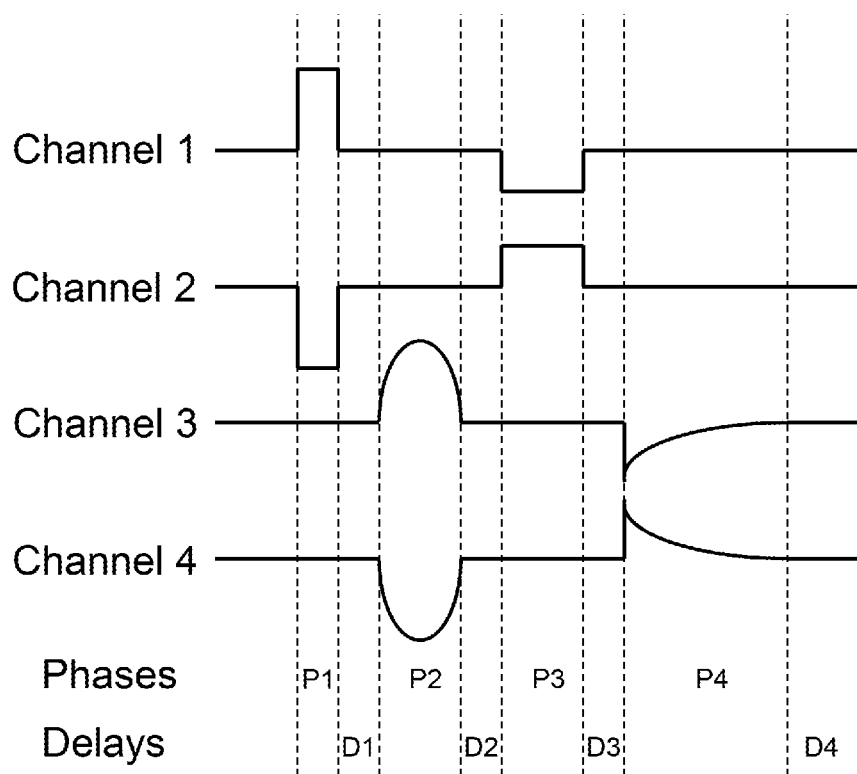 Channel 1
Channel 2
Channel 3
Channel 4
Phases P1 P2 P3 P4
Delays D1 D2 D3 D4